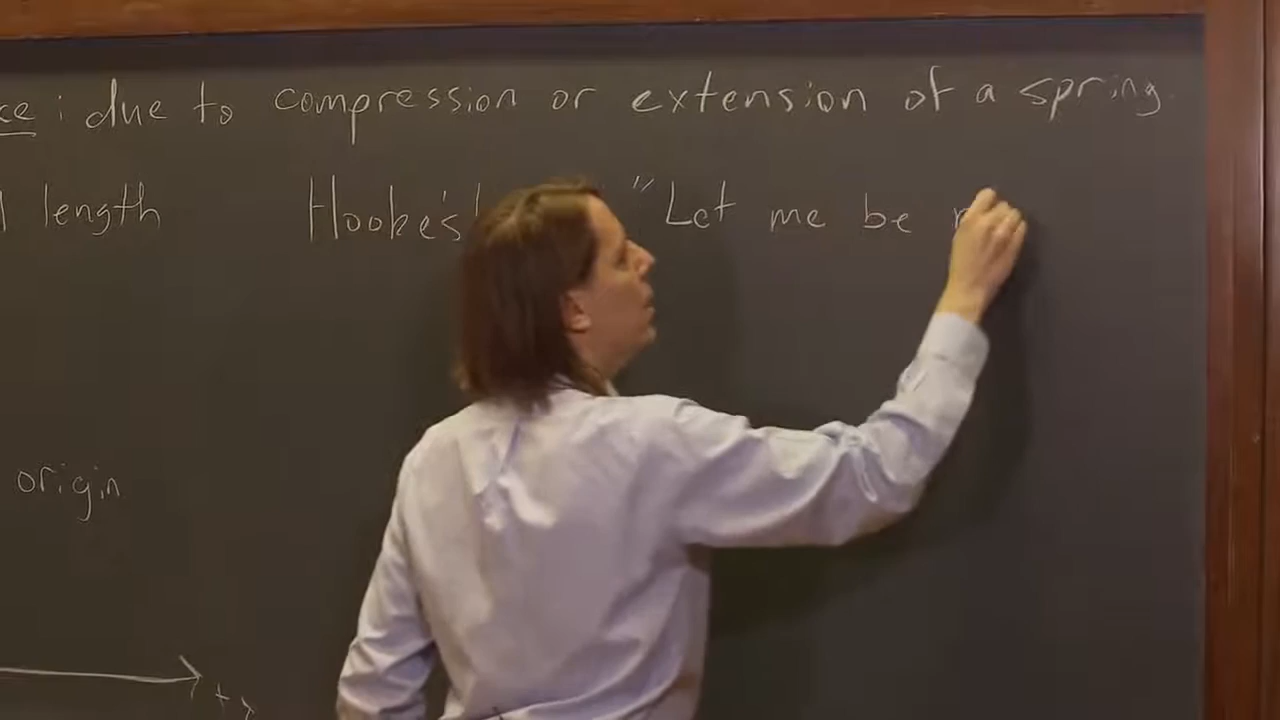 : due to compression or extension of a spring
length Hooke's "Let me be
origin